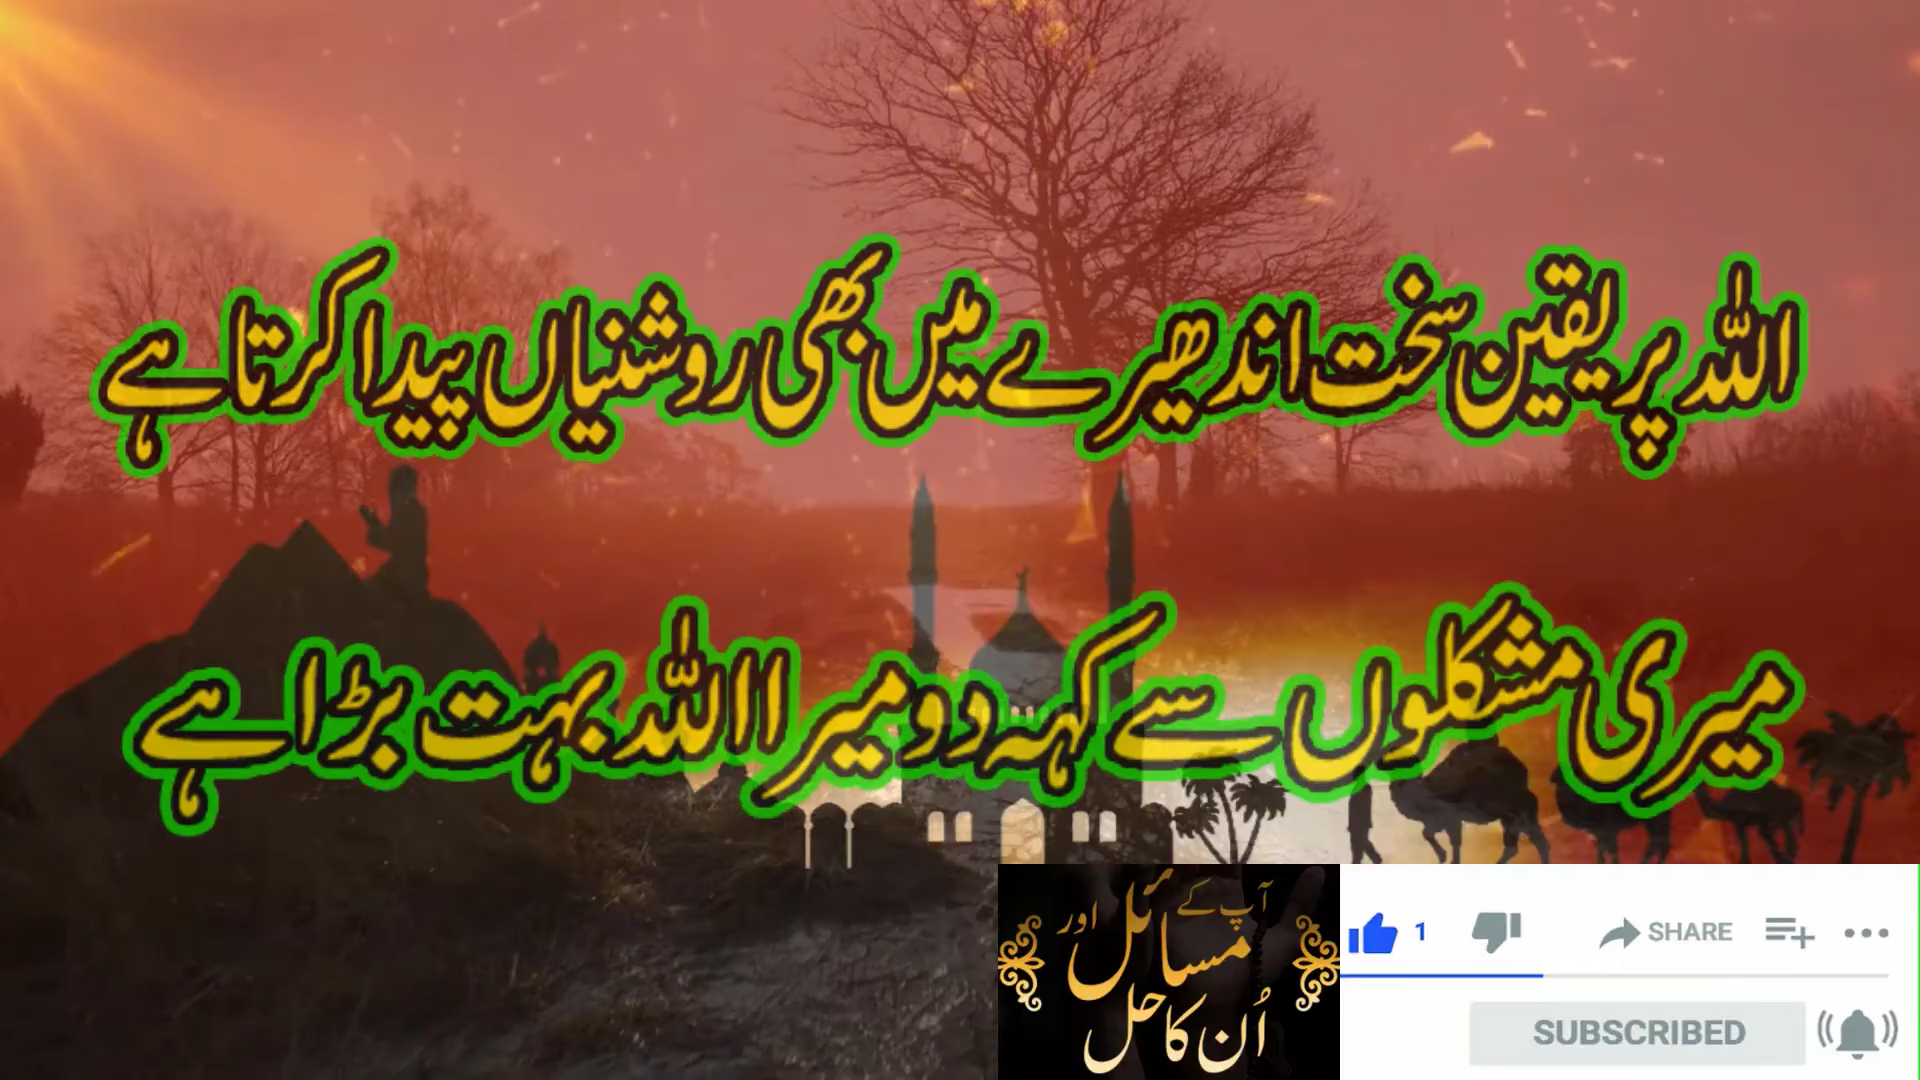 اللہ پر یقین سخت اندھیرے میں بھی روشنیاں پیدا کرتا ہے
میری مشکلوں سے کہہ دو میرا اللہ بہت بڑا ہے
آپ کے
مسائل اور
اُن کا حل
1
SHARE
SUBSCRIBED